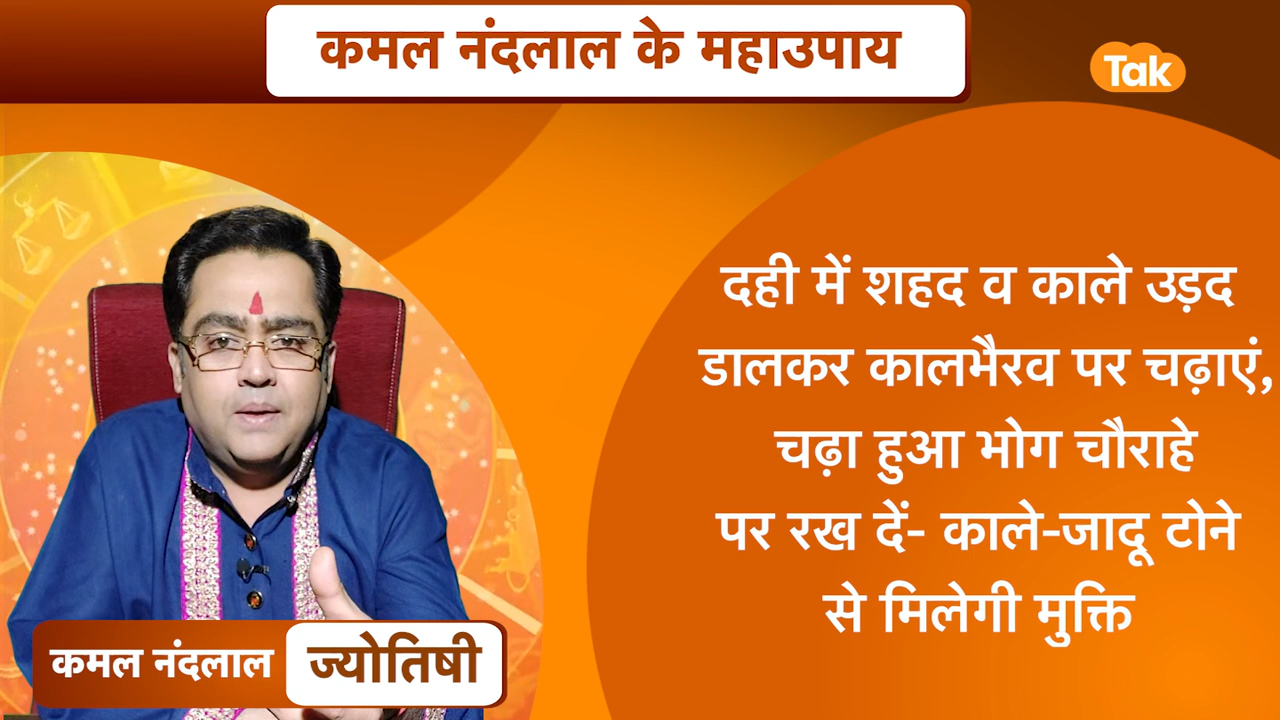 कमल नंदलाल के महाउपाय
Tak
दही में शहद व काले उड़द
डालकर कालभैरव पर चढ़ाएं,
चढ़ा हुआ भोग चौराहे
पर रख दें- काले-जादू टोने
से मिलेगी मुक्ति
कमल नंदलाल
ज्योतिषी